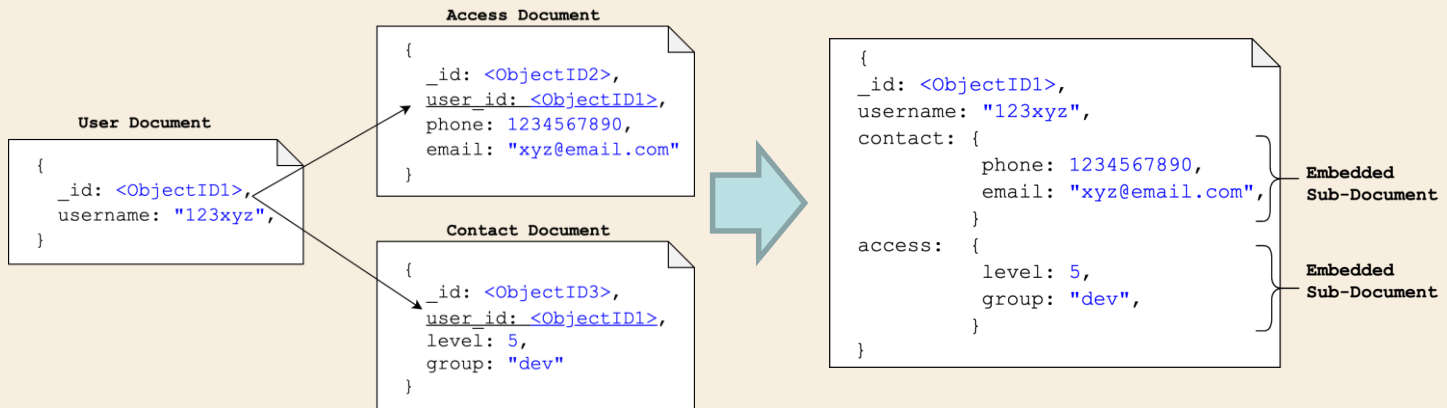 User Document
{
_id: <ObjectID1>,
username: "123xyz",
}
Access Document
{
_id: <ObjectID2>,
user_id: <ObjectID1>,
phone: 1234567890,
email: "xyz@email.com"
}
Contact Document
{
_id: <ObjectID3>,
user_id: <ObjectID1>,
level: 5,
group: "dev"
}
{
_id: <ObjectID1>,
username: "123xyz",
contact: {
phone: 1234567890,
email: "xyz@email.com",
}
access: {
level: 5,
group: "dev",
}
}
Embedded
Sub-Document
Embedded
Sub-Document